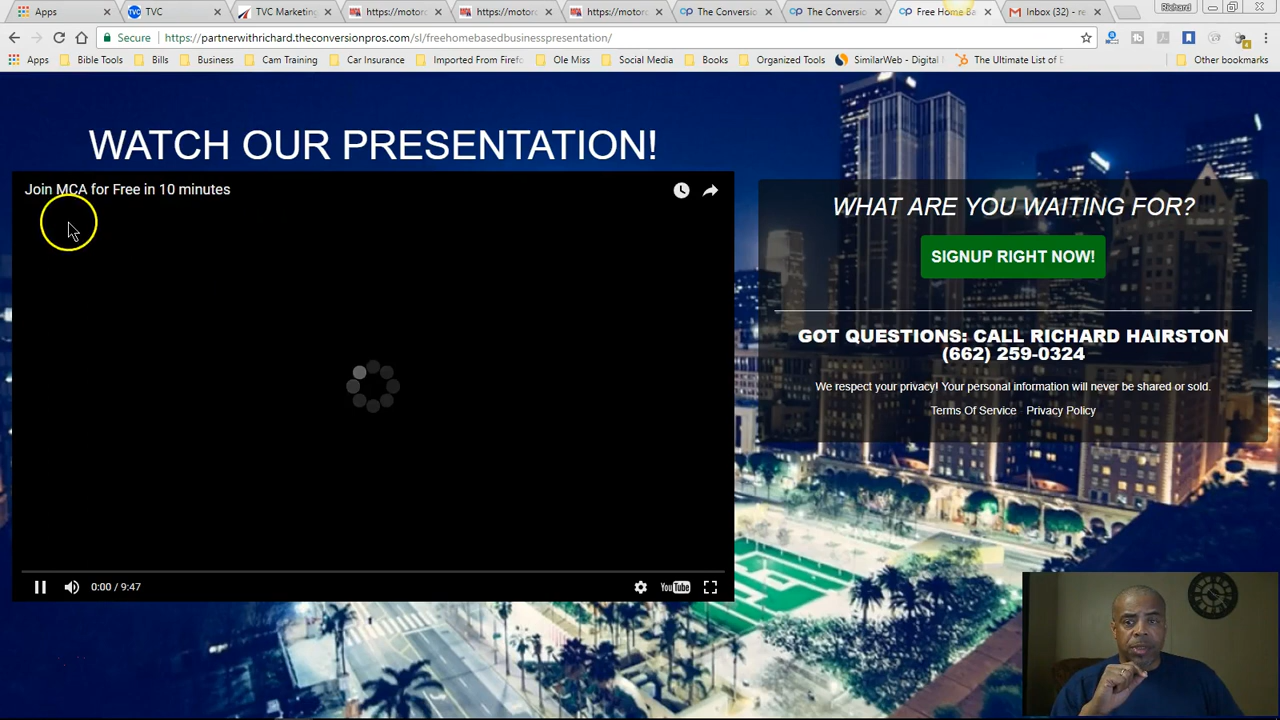 Apps
TVC
TVC Marketing
https://motorc
https://motorc
https://motorc
The Conversio
The Conversio
Free Home Ba
Inbox (32) - re
Richard
Secure
https://partnerwithrichard.theconversionpros.com/sl/freehomebasedbusinesspresentation/
Apps
Bible Tools
Bills
Business
Cam Training
Car Insurance
Imported From Firef
Ole Miss
Social Media
Books
Organized Tools
SimilarWeb - Digital
The Ultimate List of
Other bookmarks
WATCH OUR PRESENTATION!
Join MCA for Free in 10 minutes
0:00 / 9:47
YouTube
WHAT ARE YOU WAITING FOR?
SIGNUP RIGHT NOW!
GOT QUESTIONS: CALL RICHARD HAIRSTON
(662) 259-0324
We respect your privacy! Your personal information will never be shared or sold.
Terms Of Service Privacy Policy